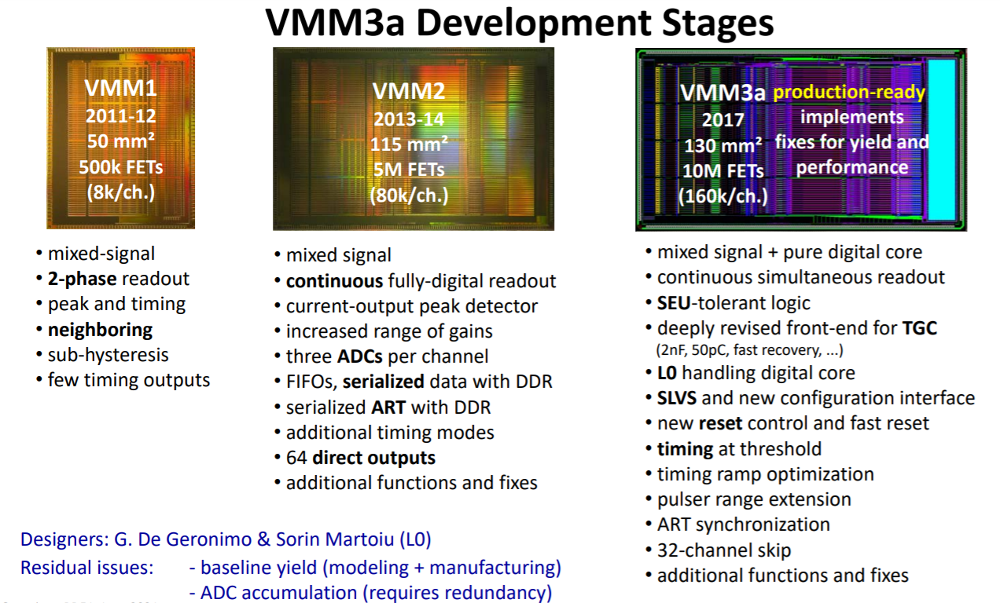 VMM3a Development Stages
VMM1
2011-12
50 mm²
500k FETs
(8k/ch.)
• mixed-signal
• 2-phase readout
• peak and timing
• neighboring
• sub-hysteresis
• few timing outputs
VMM2
2013-14
115 mm²
5M FETs
(80k/ch.)
• mixed signal
• continuous fully-digital readout
• current-output peak detector
• increased range of gains
• three ADCs per channel
• FIFOs, serialized data with DDR
• serialized ART with DDR
• additional timing modes
• 64 direct outputs
• additional functions and fixes
VMM3a
2017
130 mm²
10M FETs
(160k/ch.)
production-ready
implements
fixes for yield and
performance
• mixed signal + pure digital core
• continuous simultaneous readout
• SEU-tolerant logic
• deeply revised front-end for TGC
(2nF, 50pC, fast recovery, ...)
• L0 handling digital core
• SLVS and new configuration interface
• new reset control and fast reset
• timing at threshold
• timing ramp optimization
• pulser range extension
• ART synchronization
• 32-channel skip
• additional functions and fixes
Designers: G. De Geronimo & Sorin Martoiu (L0)
Residual issues: - baseline yield (modeling + manufacturing)
- ADC accumulation (requires redundancy)